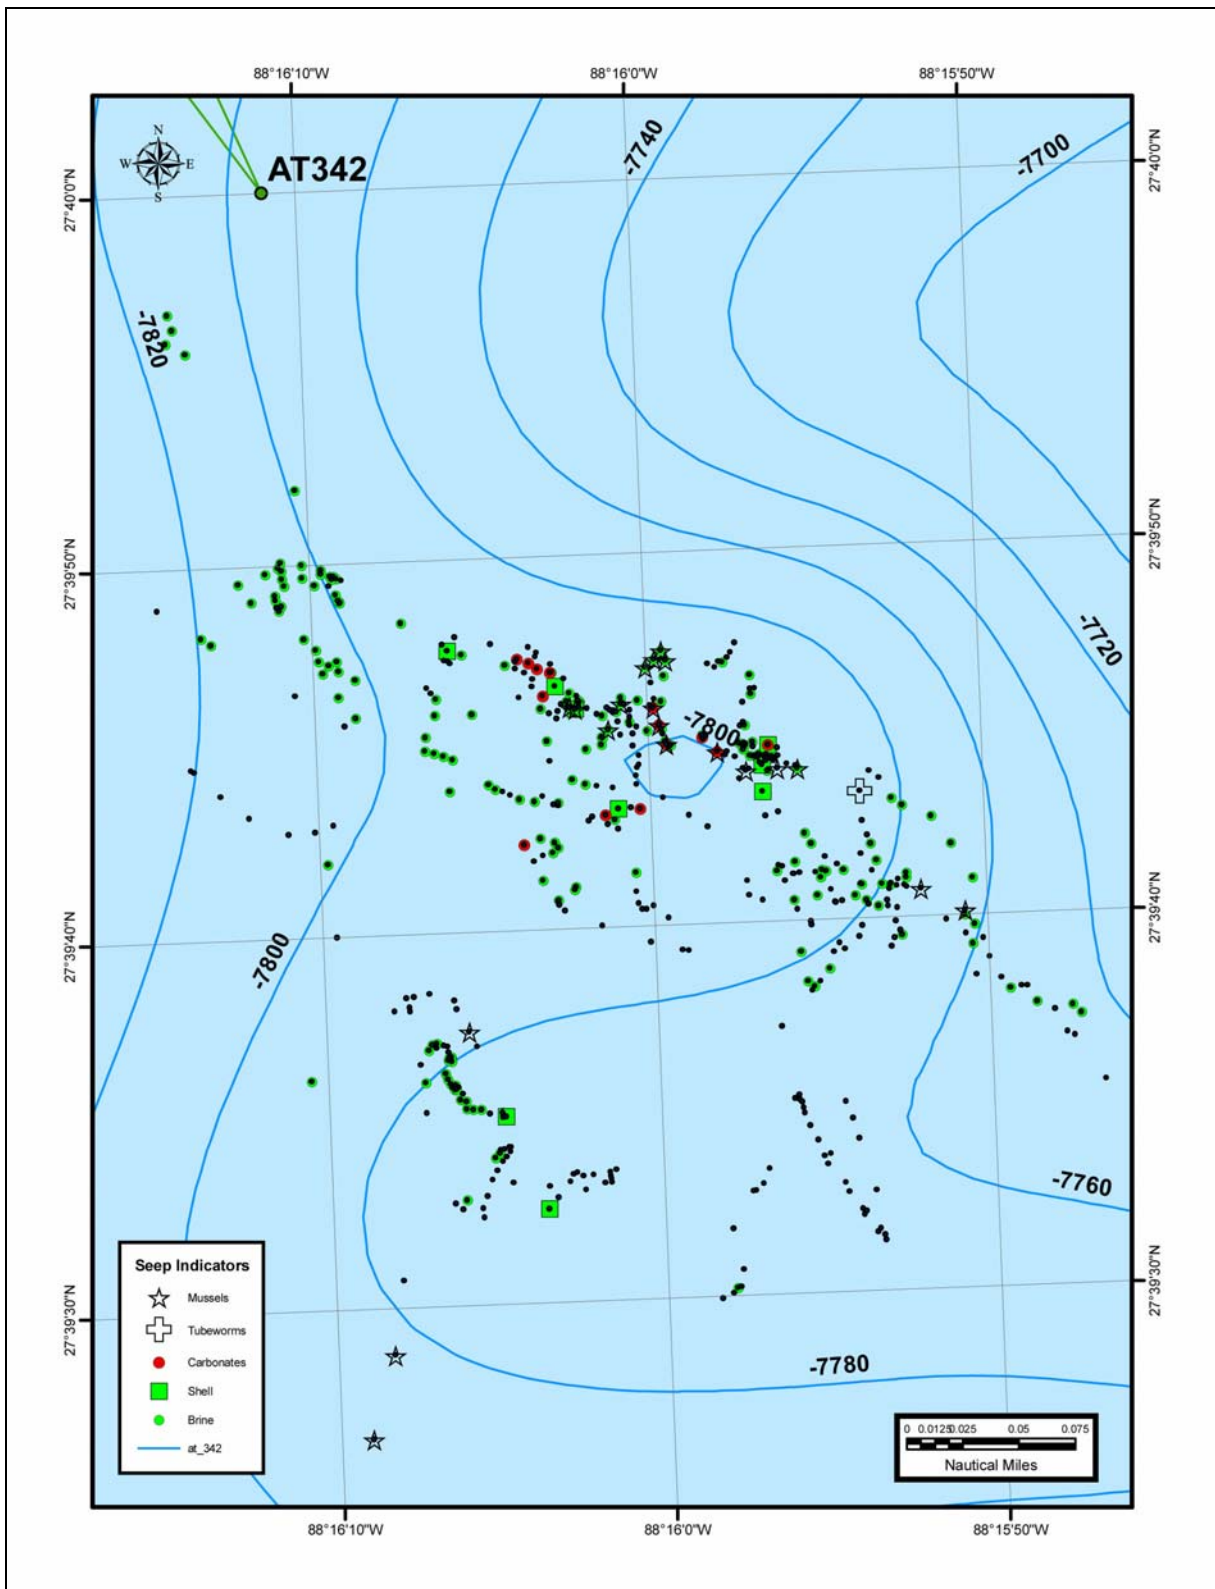 88°16'10"W
88°16'0"W
88°15'50"W
N
W
E
S
AT342
-7740
-7700
27°40'0"N
27°40'0"N
-7820
27°39'50"N
27°39'50"N
-7720
-7800
27°39'40"N
27°39'40"N
-7800
-7760
27°39'30"N
27°39'30"N
-7780
Seep Indicators
Mussels
Tubeworms
Carbonates
Shell
Brine
at_342
0 0.0125 0.025 0.05 0.075
Nautical Miles
88°16'10"W
88°16'0"W
88°15'50"W